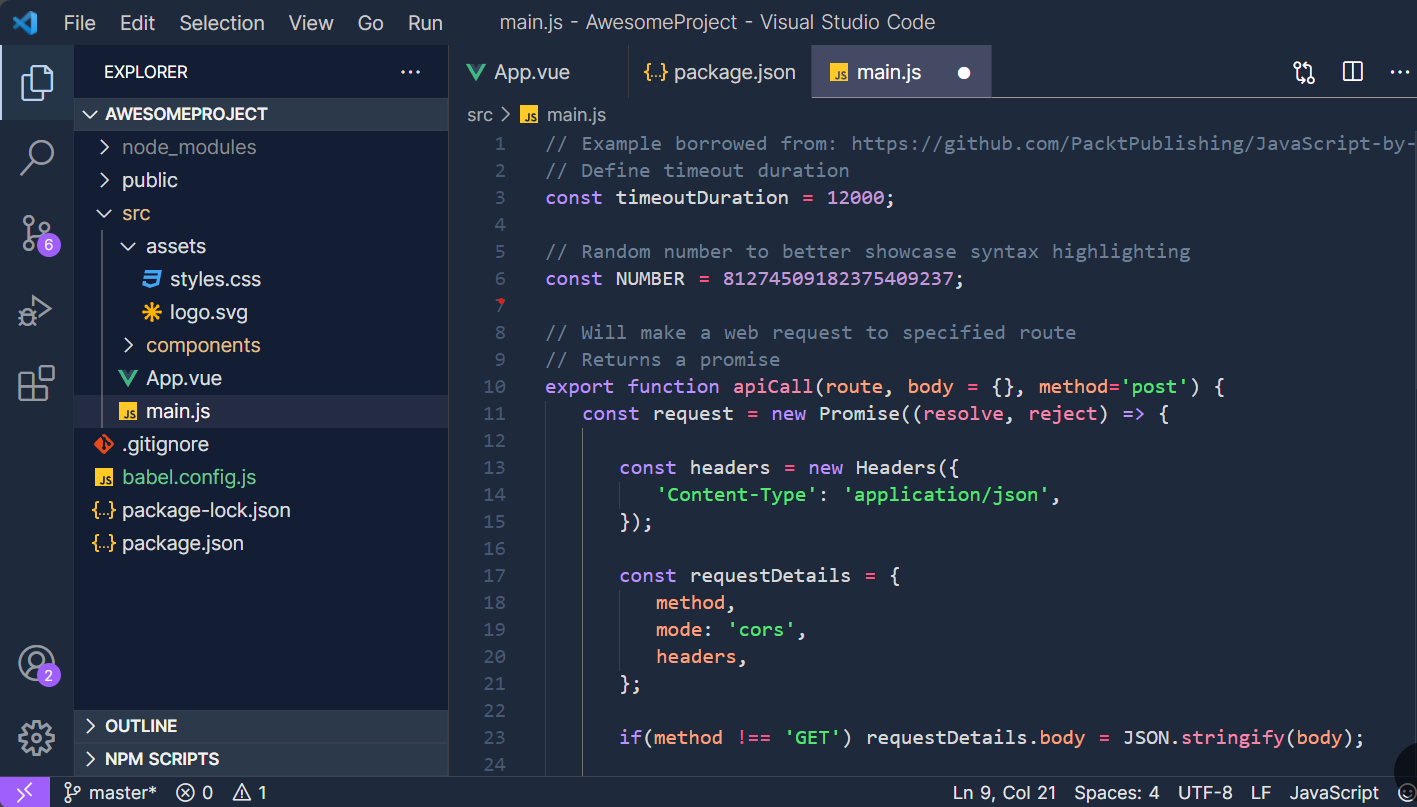 File Edit Selection View Go Run main.js - AwesomeProject - Visual Studio Code
EXPLORER ...
AWESOMEPROJECT
node_modules
public
src
assets
styles.css
logo.svg
components
App.vue
JS main.js
.gitignore
JS babel.config.js
{..} package-lock.json
{..} package.json
OUTLINE
NPM SCRIPTS
6
2
App.vue {..} package.json JS main.js ...
src > JS main.js
1 // Example borrowed from: https://github.com/PacktPublishing/JavaScript-by-
2 // Define timeout duration
3 const timeoutDuration = 12000;
4
5 // Random number to better showcase syntax highlighting
6 const NUMBER = 81274509182375409237;
7
8 // Will make a web request to specified route
9 // Returns a promise
10 export function apiCall(route, body = {}, method='post') {
11 const request = new Promise((resolve, reject) => {
12
13 const headers = new Headers({
14 'Content-Type': 'application/json',
15 });
16
17 const requestDetails = {
18 method,
19 mode: 'cors',
20 headers,
21 };
22
23 if(method !== 'GET') requestDetails.body = JSON.stringify(body);
24
master* 0 1 Ln 9, Col 21 Spaces: 4 UTF-8 LF JavaScript